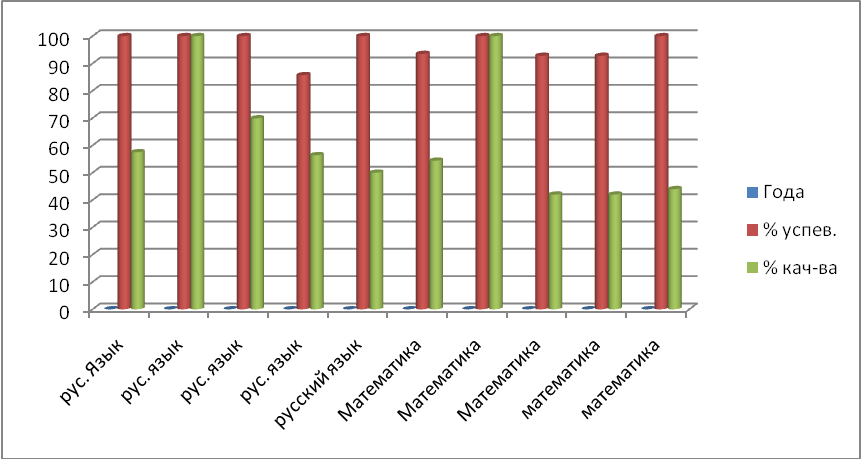 100
90
80
70
60
50
40
30
20
10
0
рус. Язык
рус. язык
рус. язык
рус. язык
русский язык
Математика
Математика
Математика
математика
математика
Года
% успев.
% кач-ва